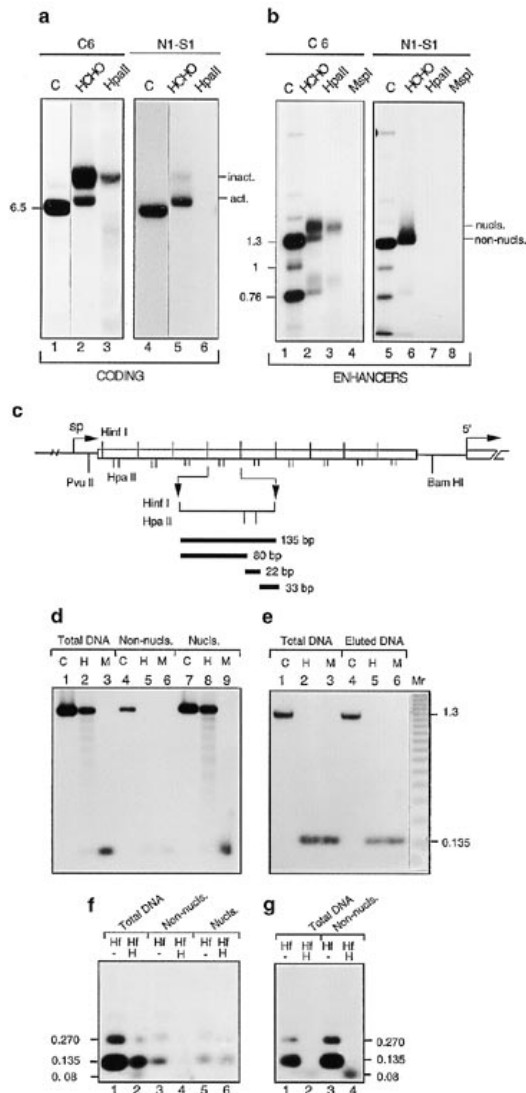 a
C6 N1-S1
C HCHO HpaII C HCHO HpaII
inact.
act.
6.5
1 2 3 4 5 6
CODING
b
C 6 N1-S1
C HCHO HpaII MspI C HCHO HpaII MspI
nucls.
non-nucls.
1.3
1
0.76
1 2 3 4 5 6 7 8
ENHANCERS
c
sp Hinf I 5'
Pvu II Hpa II Bam HI
Hinf I
Hpa II
135 bp
80 bp
22 bp
33 bp
d
Total DNA Non-nucls. Nucls.
C H M C H M C H M
1 2 3 4 5 6 7 8 9
e
Total DNA Eluted DNA
C H M C H M Mr
1 2 3 4 5 6
1.3
0.135
f
Total DNA Non-nucls. Nucls.
Hf Hf Hf Hf Hf Hf
- H - H - H
0.270
0.135
0.08
1 2 3 4 5 6
g
Total DNA Non-nucls.
Hf Hf Hf Hf
- H - H
0.270
0.135
0.08
1 2 3 4